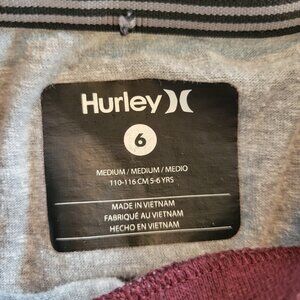 Hurley
6
MEDIUM / MEDIUM / MEDIO
110-116 CM 5-6 YRS
MADE IN VIETNAM
FABRIQUÉ AU VIETNAM
HECHO EN VIETNAM